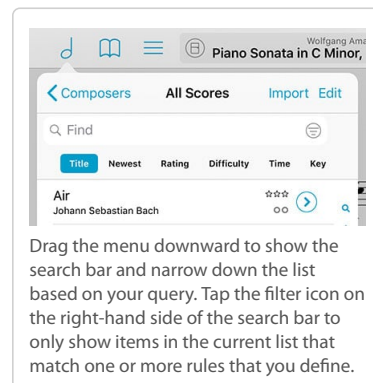 Wolfgang Ama
Piano Sonata in C Minor,
Composers All Scores Import Edit
Find
Title Newest Rating Difficulty Time Key
Air
Johann Sebastian Bach
Drag the menu downward to show the
search bar and narrow down the list
based on your query. Tap the filter icon on
the right-hand side of the search bar to
only show items in the current list that
match one or more rules that you define.